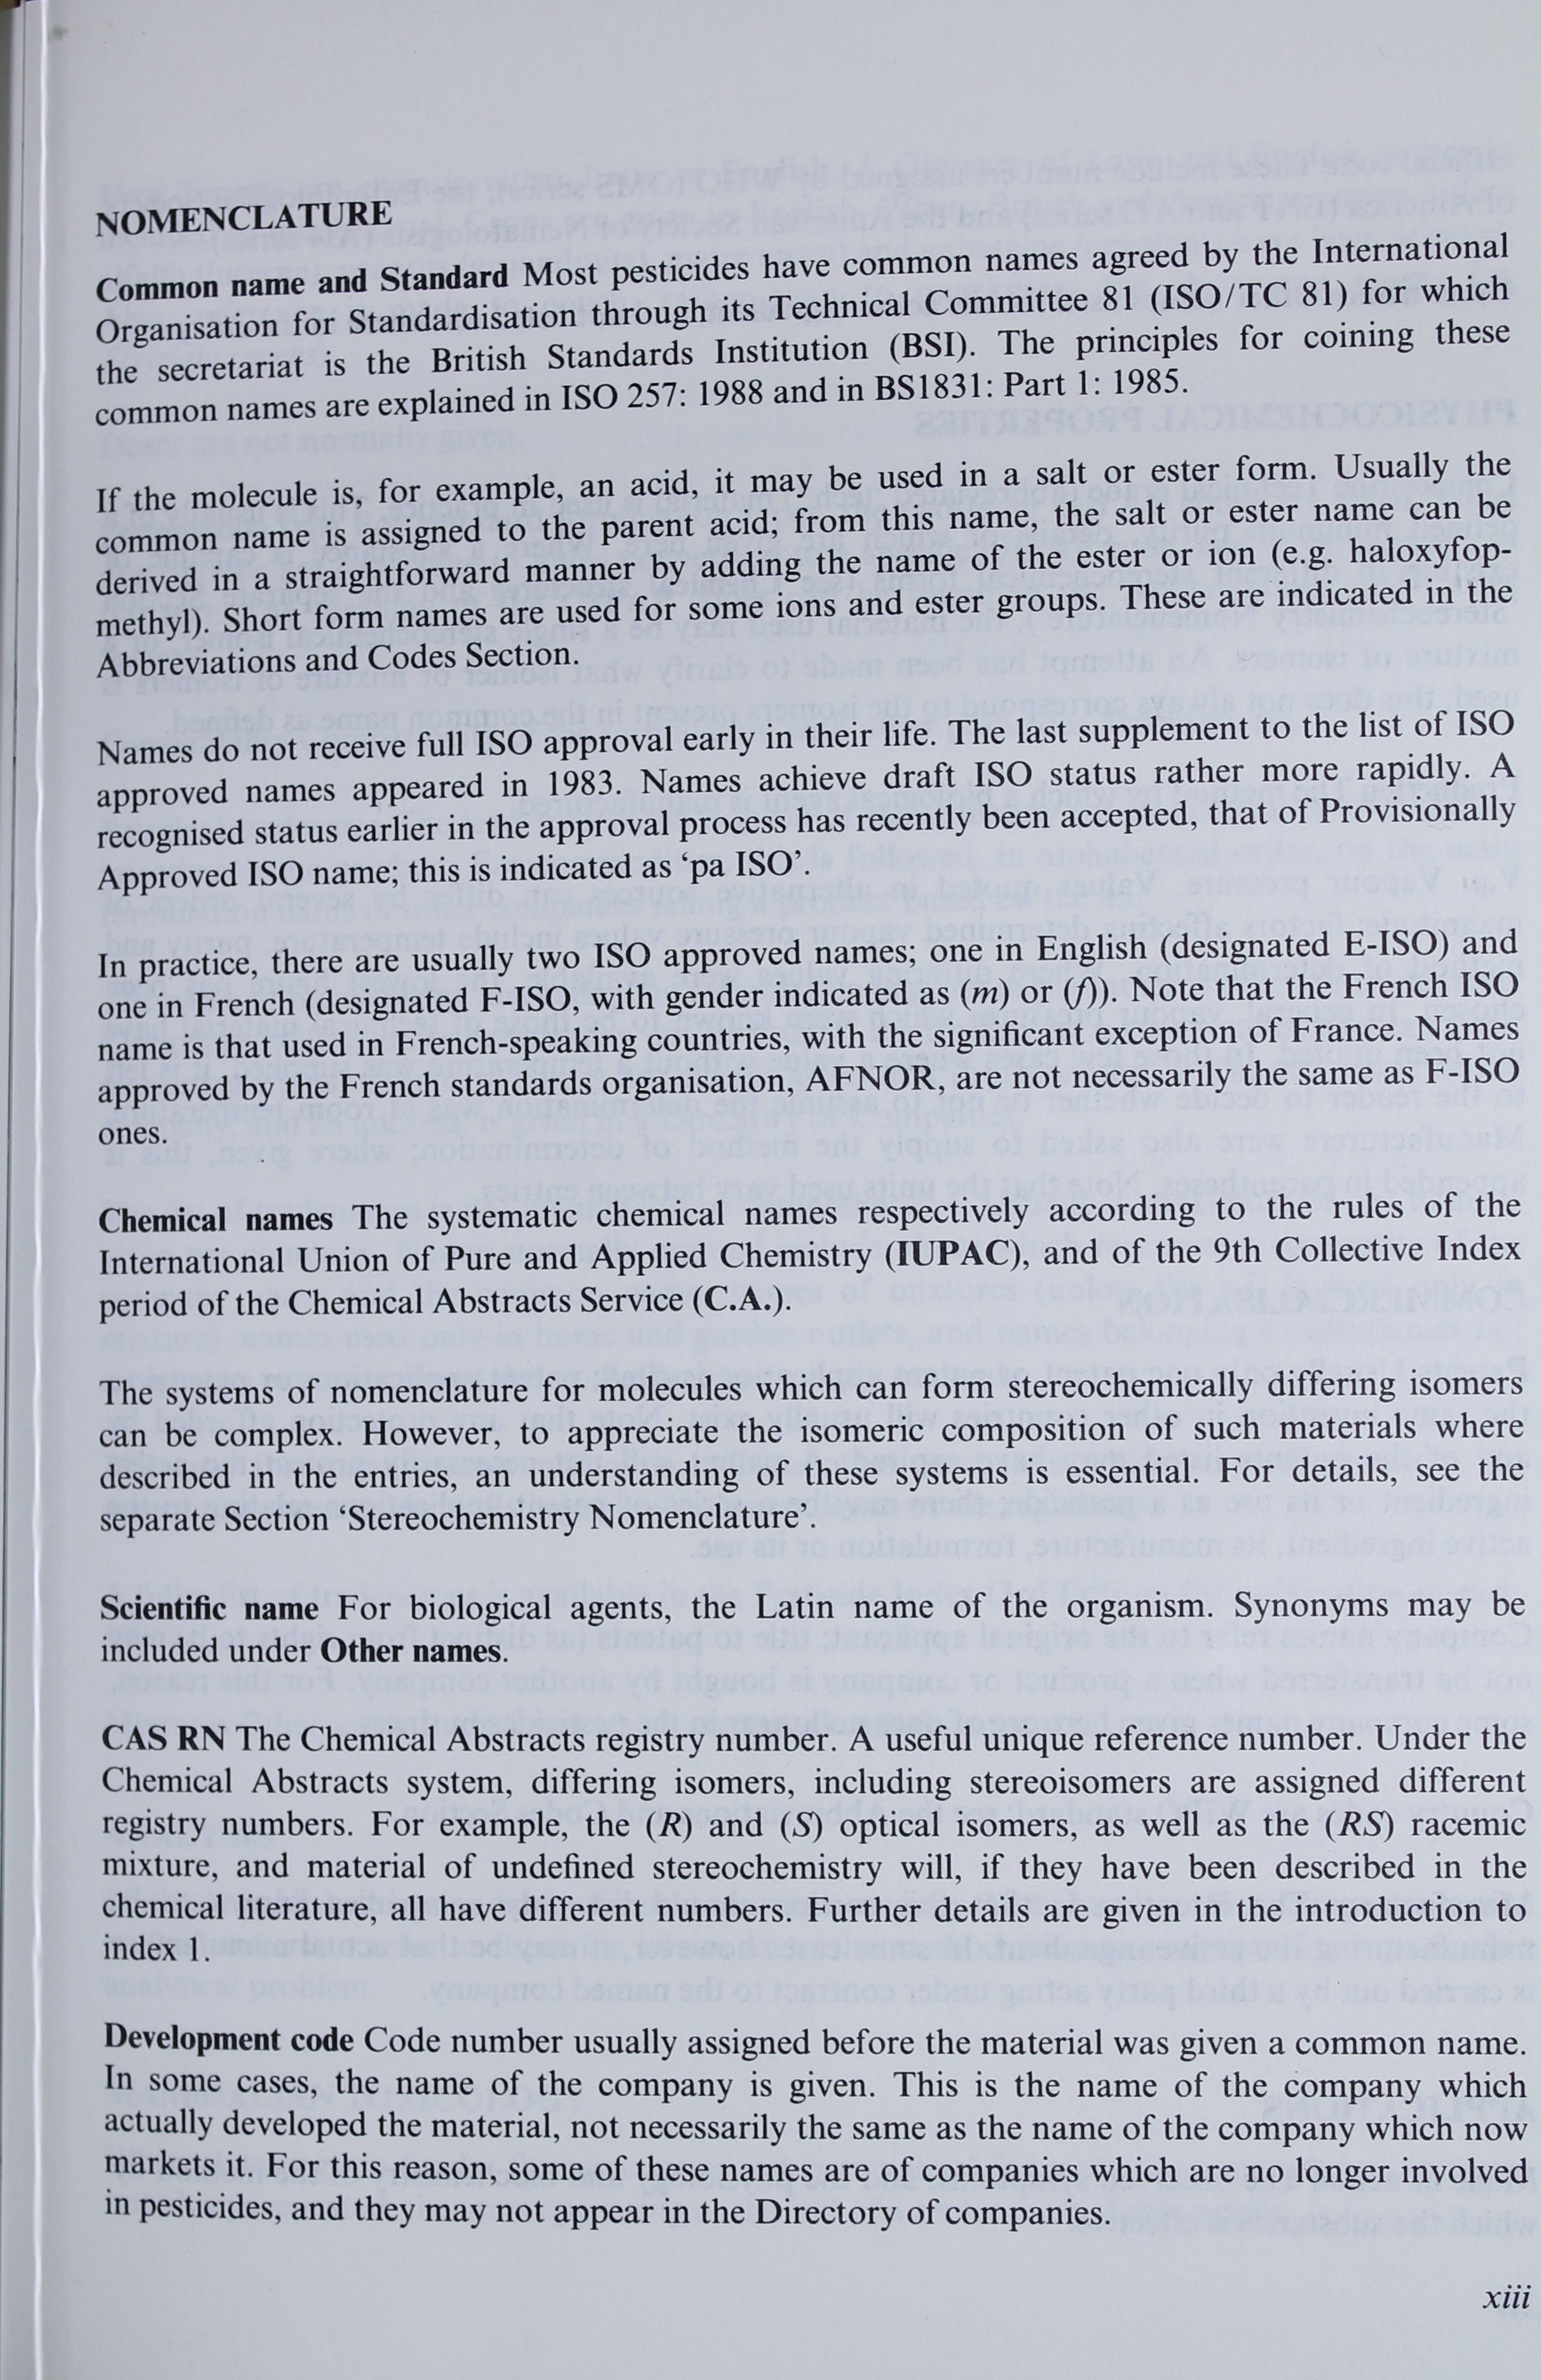 NOMENCLATURE
Common name and Standard Most pesticides have common names agreed by the International
Organisation for Standardisation through its Technical Committee 81 (ISO/TC 81) for which
the secretariat is the British Standards Institution (BSI). The principles for coining these
common names are explained in ISO 257: 1988 and in BS1831: Part 1: 1985.
If the molecule is, for example, an acid, it may be used in a salt or ester form. Usually the
common name is assigned to the parent acid; from this name, the salt or ester name can be
derived in a straightforward manner by adding the name of the ester or ion (e.g. haloxyfop-
methyl). Short form names are used for some ions and ester groups. These are indicated in the
Abbreviations and Codes Section.
Names do not receive full ISO approval early in their life. The last supplement to the list of ISO
approved names appeared in 1983. Names achieve draft ISO status rather more rapidly. A
recognised status earlier in the approval process has recently been accepted, that of Provisionally
Approved ISO name; this is indicated as ‘pa ISO’.
In practice, there are usually two ISO approved names; one in English (designated E-ISO) and
one in French (designated F-ISO, with gender indicated as (m) or (f)). Note that the French ISO
name is that used in French-speaking countries, with the significant exception of France. Names
approved by the French standards organisation, AFNOR, are not necessarily the same as F-ISO
ones.
Chemical names The systematic chemical names respectively according to the rules of the
International Union of Pure and Applied Chemistry (IUPAC), and of the 9th Collective Index
period of the Chemical Abstracts Service (C.A.).
The systems of nomenclature for molecules which can form stereochemically differing isomers
can be complex. However, to appreciate the isomeric composition of such materials where
described in the entries, an understanding of these systems is essential. For details, see the
separate Section ‘Stereochemistry Nomenclature’.
Scientific name For biological agents, the Latin name of the organism. Synonyms may be
included under Other names.
CAS RN The Chemical Abstracts registry number. A useful unique reference number. Under the
Chemical Abstracts system, differing isomers, including stereoisomers are assigned different
registry numbers. For example, the (R) and (S) optical isomers, as well as the (RS) racemic
mixture, and material of undefined stereochemistry will, if they have been described in the
chemical literature, all have different numbers. Further details are given in the introduction to
index 1.
Development code Code number usually assigned before the material was given a common name.
In some cases, the name of the company is given. This is the name of the company which
actually developed the material, not necessarily the same as the name of the company which now
markets it. For this reason, some of these names are of companies which are no longer involved
in pesticides, and they may not appear in the Directory of companies.
xiii